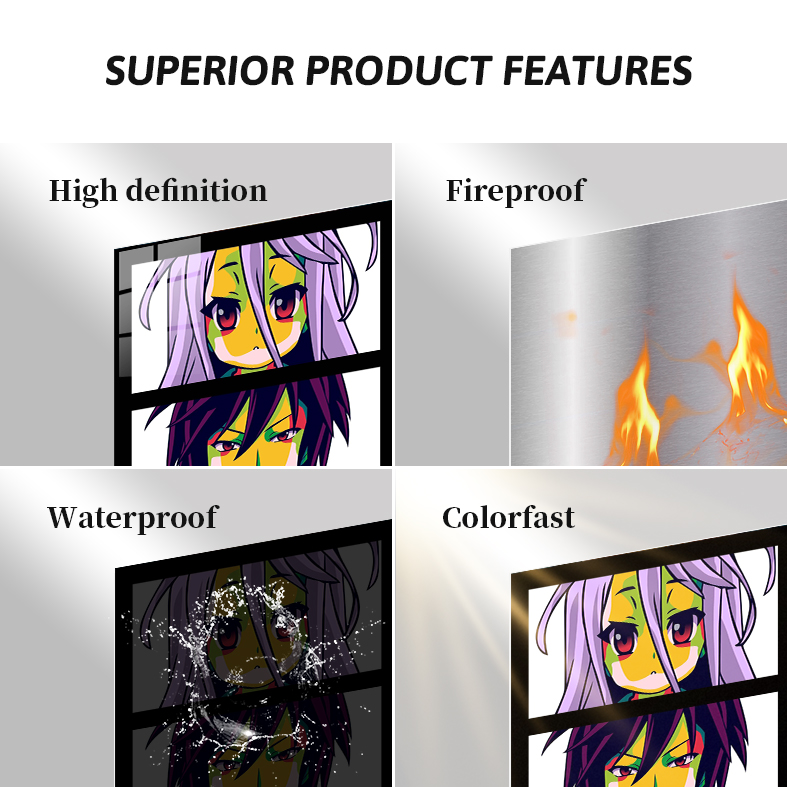 SUPERIOR PRODUCT FEATURES
High definition
Fireproof
Waterproof
Colorfast